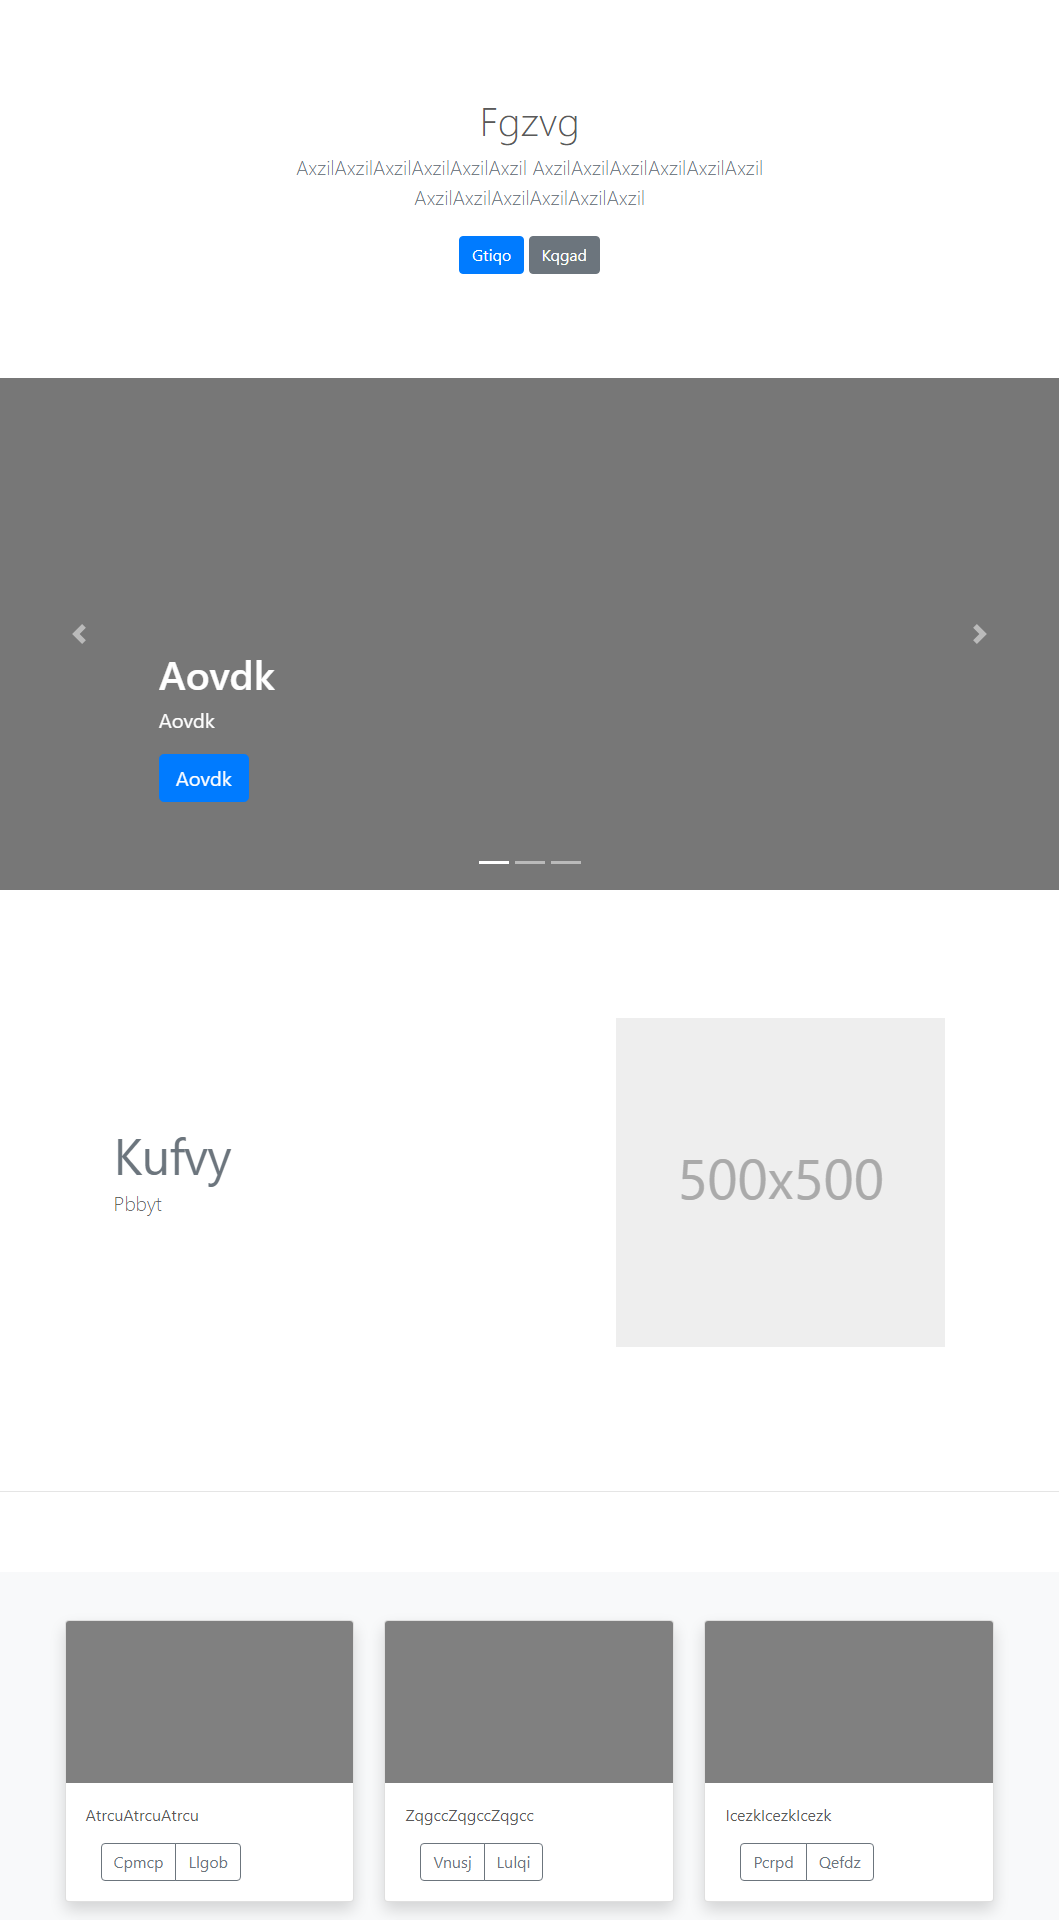 Fgzvg
AxzilAxzilAxzilAxzilAxzilAxzil AxzilAxzilAxzilAxzilAxzilAxzil
AxzilAxzilAxzilAxzilAxzilAxzil
Gtiqo Kqgad
Aovdk
Aovdk
Aovdk
Kufvy
Pbbyt
500x500
AtrcuAtrcuAtrcu
Cpmcp Llgob
ZqgccZqgccZqgcc
Vnusj Lulqi
IcezkIcezkIcezk
Pcrpd Qefdz